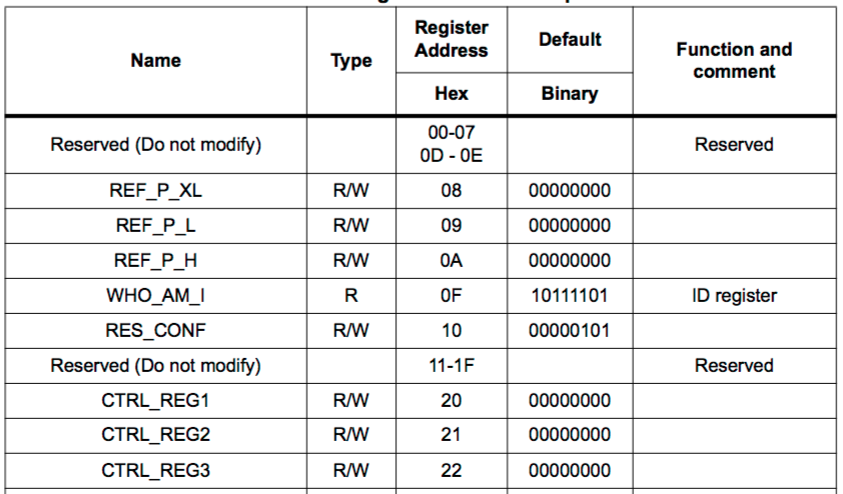 Name Type Register Address Default Function and comment
Hex Binary
Reserved (Do not modify) 00-07 0D - 0E Reserved
REF_P_XL R/W 08 00000000
REF_P_L R/W 09 00000000
REF_P_H R/W 0A 00000000
WHO_AM_I R 0F 10111101 ID register
RES_CONF R/W 10 00000101
Reserved (Do not modify) 11-1F Reserved
CTRL_REG1 R/W 20 00000000
CTRL_REG2 R/W 21 00000000
CTRL_REG3 R/W 22 00000000